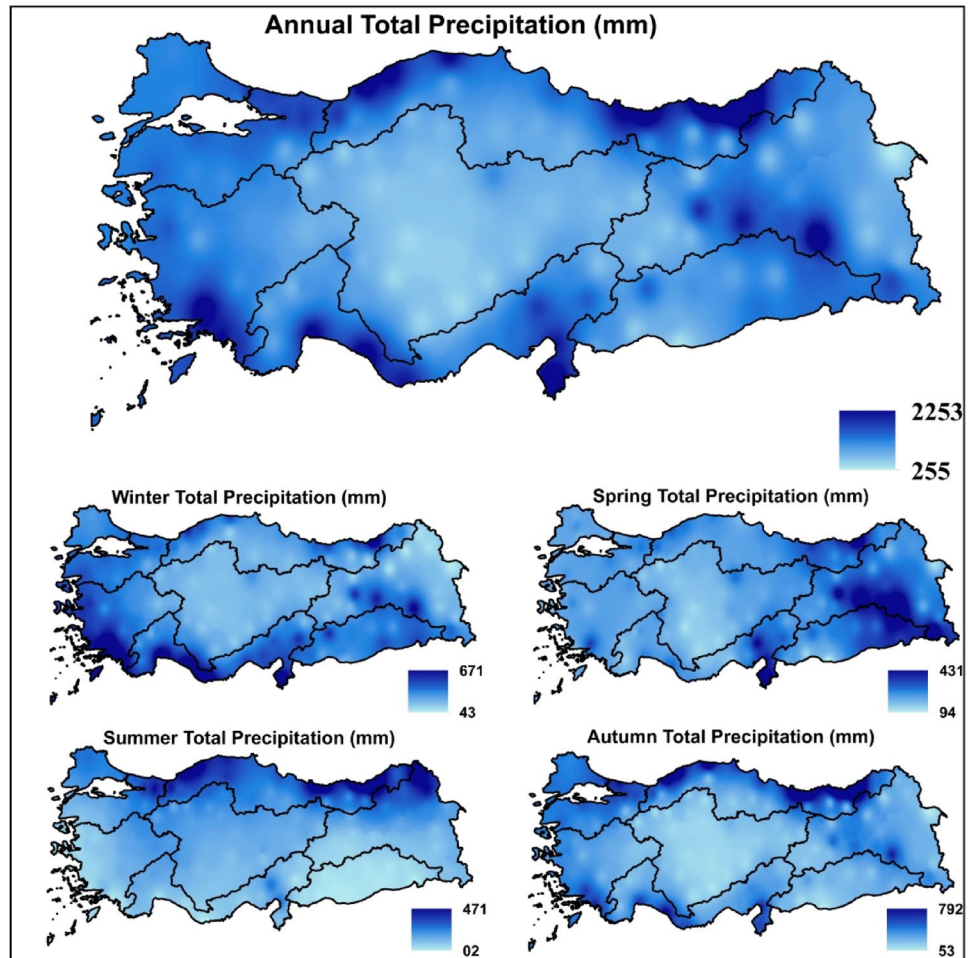 Annual Total Precipitation (mm)
2253
255
Winter Total Precipitation (mm)
671
43
Spring Total Precipitation (mm)
431
94
Summer Total Precipitation (mm)
471
02
Autumn Total Precipitation (mm)
792
53